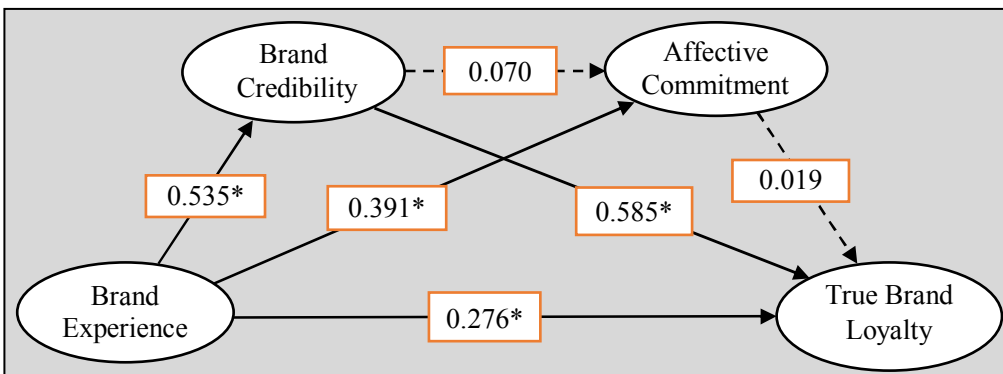 Brand
Credibility
0.070
Affective
Commitment
0.535*
0.391*
0.585*
0.019
Brand
Experience
0.276*
True Brand
Loyalty